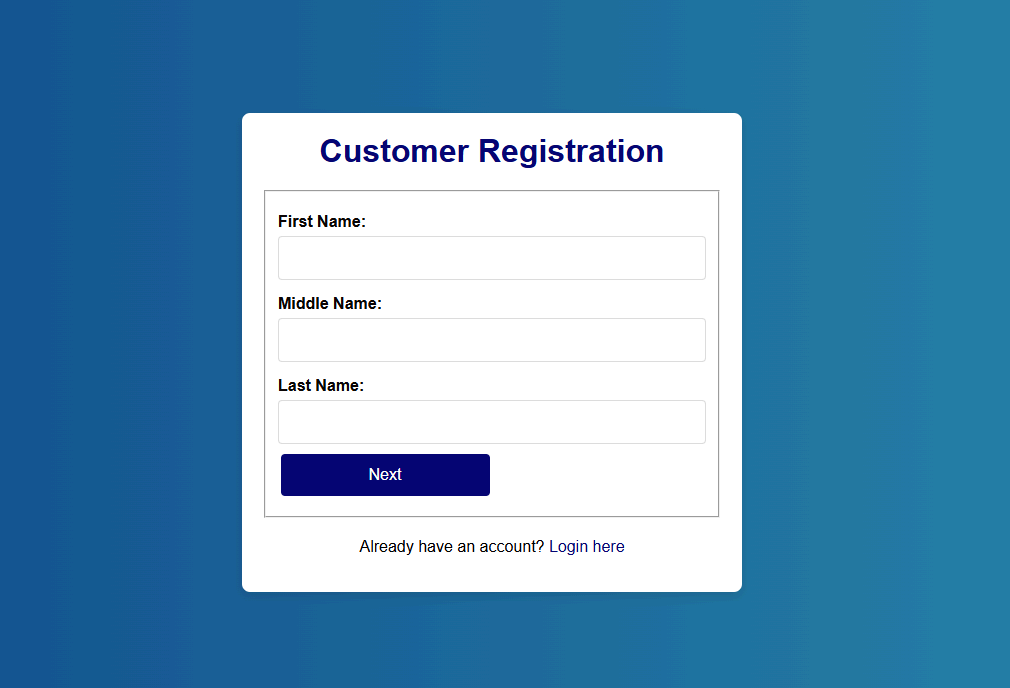 Customer Registration
First Name:
Middle Name:
Last Name:
Next
Already have an account? Login here